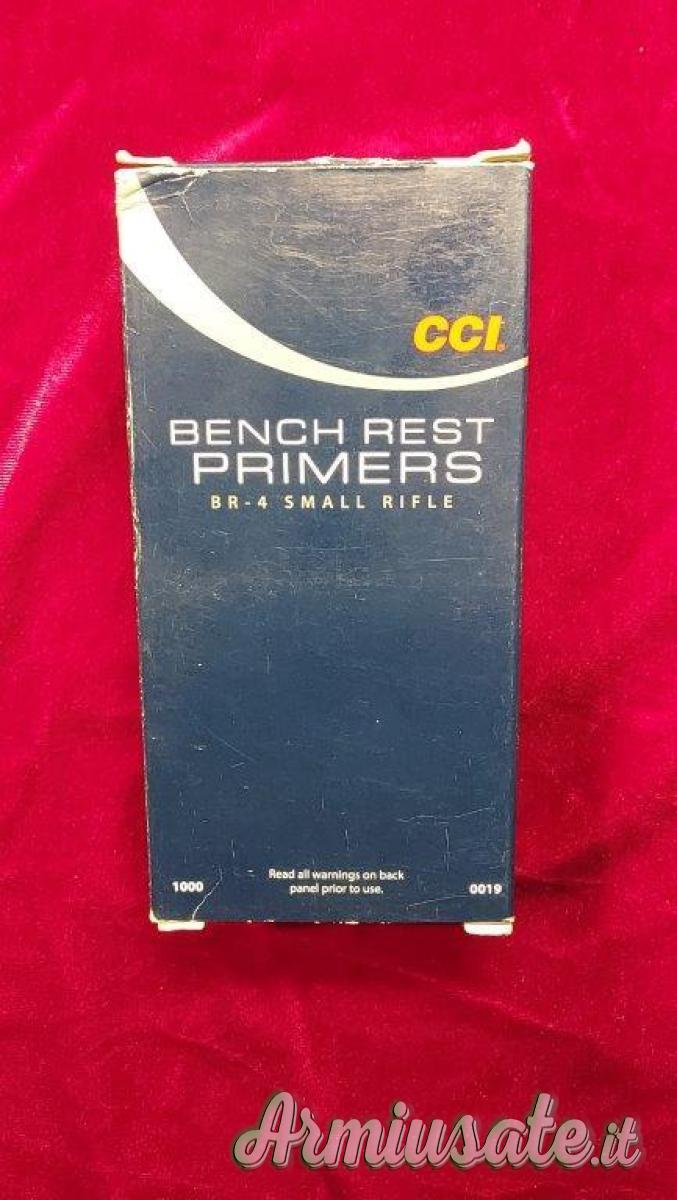 CCI
BENCH REST
PRIMERS
BR-4 SMALL RIFLE
Read all warnings on back
panel prior to use.
1000
0019
Armiusate.it